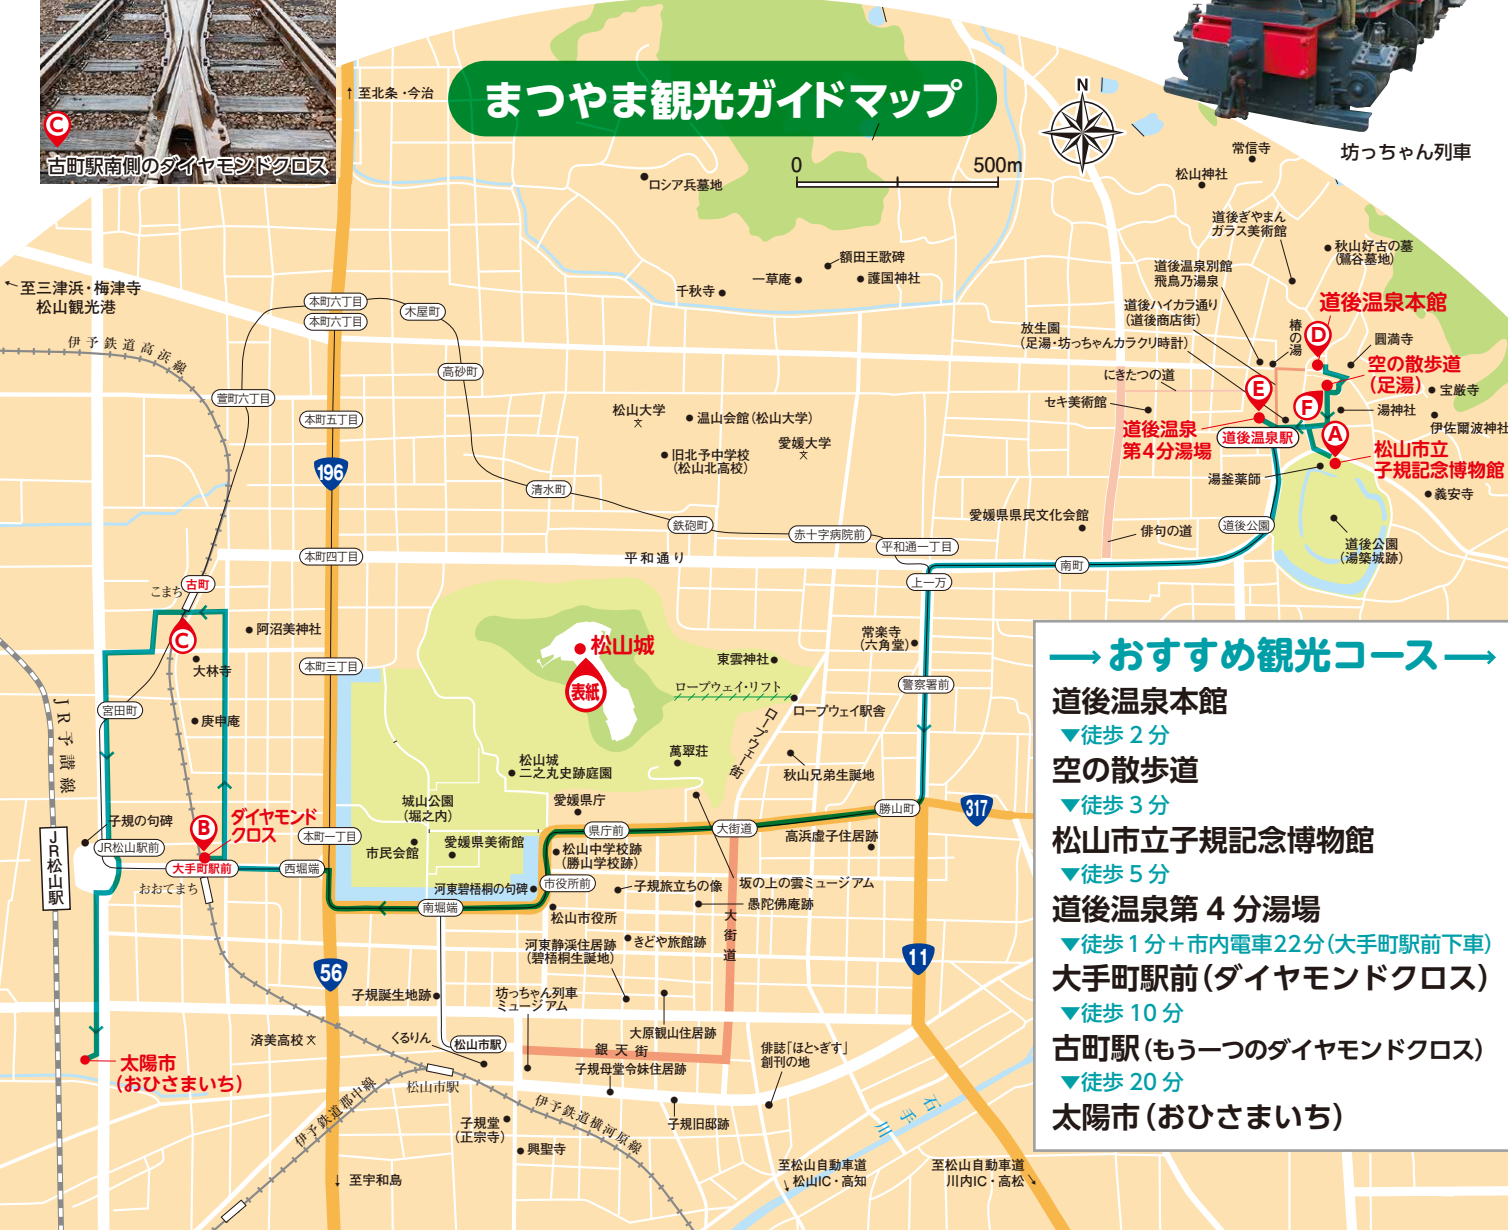 まつやま観光ガイドマップ
C
古町駅南側のダイヤモンドクロス
坊っちゃん列車
N
0 500m
↑至北条・今治
←至三津浜・梅津寺
松山観光港
伊予鉄道高浜線
ロシア兵墓地
額田王歌碑
一草庵
護国神社
千秋寺
常信寺
松山神社
道後ぎやまん
ガラス美術館
秋山好古の墓
(鷺谷墓地)
道後温泉別館
飛鳥乃湯泉
道後ハイカラ通り
(道後商店街)
放生園
(足湯・坊っちゃんカラクリ時計)
椿の湯
道後温泉本館
D
圓満寺
空の散歩道
(足湯)
宝厳寺
にきたつの道
セキ美術館
E
F
A
湯神社
伊佐爾波神社
道後温泉
第4分湯場
道後温泉駅
松山市立
子規記念博物館
湯釜薬師
義安寺
道後公園
道後公園
(湯築城跡)
俳句の道
愛媛県県民文化会館
南町
本町六丁目
本町六丁目
木屋町
高砂町
萱町六丁目
本町五丁目
196
松山大学
温山会館(松山大学)
愛媛大学
旧北予中学校
(松山北高校)
清水町
鉄砲町
赤十字病院前
平和通一丁目
上一万
本町四丁目
平和通り
こまち
古町
C
阿沼美神社
大林寺
本町三丁目
宮田町
庚申庵
JR予讃線
松山城
表紙
東雲神社
ロープウェイ・リフト
ロープウェイ駅舎
ロープウェー街
常楽寺
(六角堂)
警察署前
萬翠荘
秋山兄弟生誕地
松山城
二之丸史跡庭園
城山公園
(堀之内)
愛媛県庁
市民会館
愛媛県美術館
子規の句碑
JR松山駅前
JR松山駅
B
ダイヤモンド
クロス
大手町駅前
おおてまち
西堀端
本町一丁目
県庁前
大街道
勝山町
317
高浜虚子住居跡
松山中学校跡
(勝山学校跡)
市役所前
河東碧梧桐の句碑
南堀端
子規旅立ちの像
坂の上の雲ミュージアム
愚陀佛庵跡
松山市役所
大街道
河東静渓住居跡
(碧梧桐生誕地)
きどや旅館跡
56
11
子規誕生地跡
坊っちゃん列車
ミュージアム
大原観山住居跡
済美高校
くるりん
松山市駅
松山市駅
銀天街
子規母堂令妹住居跡
俳誌「ほとゝぎす」
創刊の地
太陽市
(おひさまいち)
伊予鉄道郡中線
伊予鉄道横河原線
子規堂
(正宗寺)
興聖寺
子規旧邸跡
石手川
↓至宇和島
至松山自動車道
↓松山IC・高知
至松山自動車道
川内IC・高松↘
→おすすめ観光コース→
道後温泉本館
▼徒歩2分
空の散歩道
▼徒歩3分
松山市立子規記念博物館
▼徒歩5分
道後温泉第4分湯場
▼徒歩1分+市内電車22分(大手町駅前下車)
大手町駅前(ダイヤモンドクロス)
▼徒歩10分
古町駅(もう一つのダイヤモンドクロス)
▼徒歩20分
太陽市(おひさまいち)